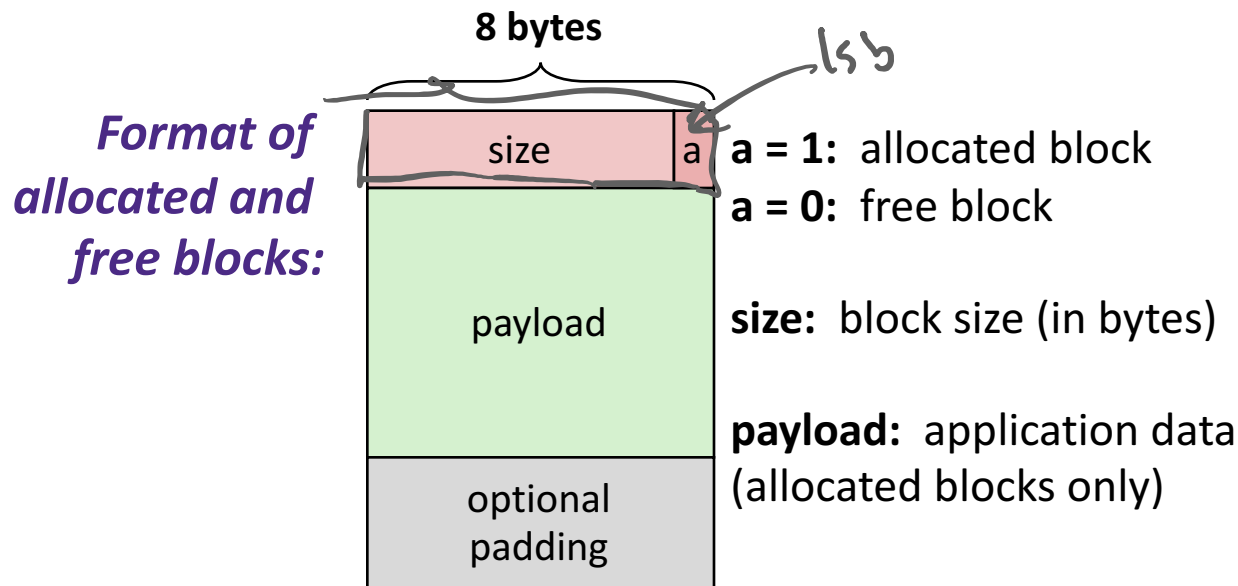 8 bytes
lsb
Format of
allocated and
free blocks:
size
a
a = 1: allocated block
a = 0: free block
payload
size: block size (in bytes)
payload: application data
(allocated blocks only)
optional
padding